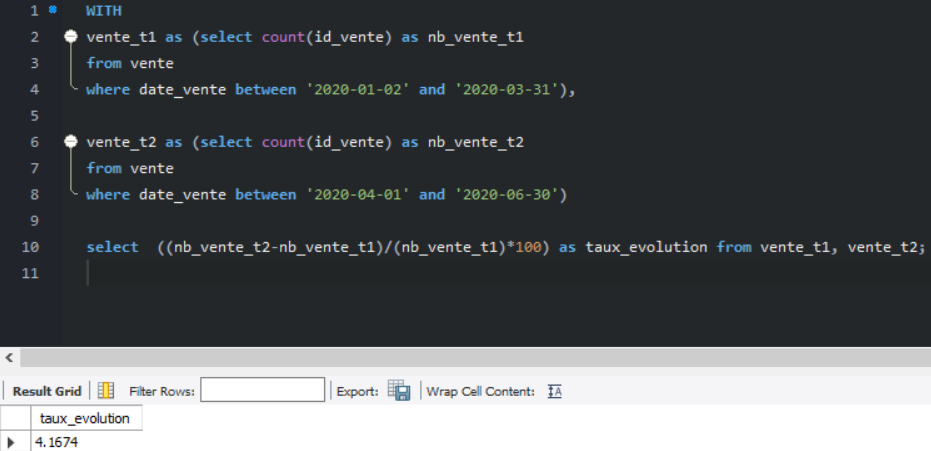 1 WITH
2 vente_t1 as (select count(id_vente) as nb_vente_t1
3 from vente
4 where date_vente between '2020-01-02' and '2020-03-31'),
5
6 vente_t2 as (select count(id_vente) as nb_vente_t2
7 from vente
8 where date_vente between '2020-04-01' and '2020-06-30')
9
10 select ((nb_vente_t2-nb_vente_t1)/(nb_vente_t1)*100) as taux_evolution from vente_t1, vente_t2;
11
Result Grid Filter Rows: Export: Wrap Cell Content: IA
taux_evolution
4.1674